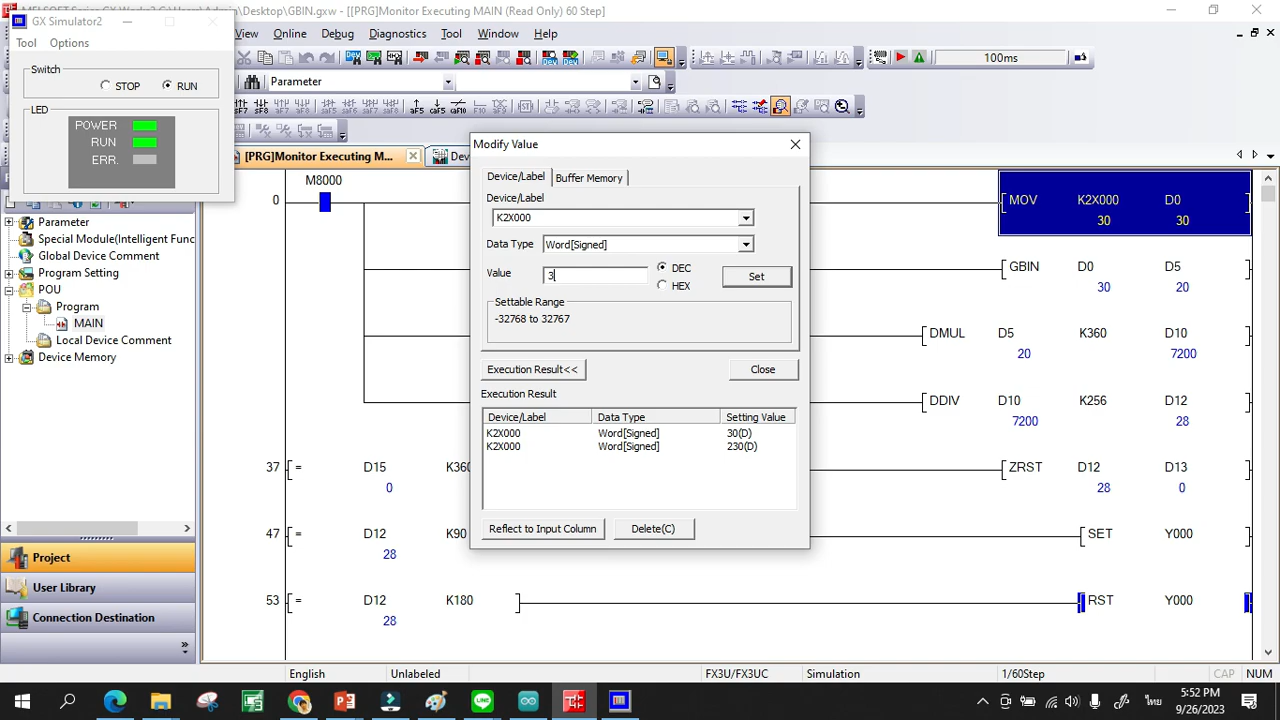 GX Simulator2
Desktop\GBIN.gxw - [[PRG]Monitor Executing MAIN (Read Only) 60 Step]
Tool Options
View Online Debug Diagnostics Tool Window Help
Switch
STOP RUN
100ms
Parameter
LED
POWER
RUN
ERR.
[PRG]Monitor Executing M...
Modify Value
Device/Label Buffer Memory
Device/Label
K2X000
Data Type Word[Signed]
Value 3 DEC
HEX
Set
Settable Range
-32768 to 32767
Execution Result<<
Close
Execution Result
Device/Label Data Type Setting Value
K2X000 Word[Signed] 30(D)
K2X000 Word[Signed] 230(D)
Reflect to Input Column Delete(C)
Parameter
Special Module(Intelligent Func
Global Device Comment
Program Setting
POU
Program
MAIN
Local Device Comment
Device Memory
Project
User Library
Connection Destination
M8000
0 MOV K2X000 D0
30 30
GBIN D0 D5
30 20
DMUL D5 K360 D10
20 7200
DDIV D10 K256 D12
7200 28
37 = D15 K360 ZRST D12 D13
0 28 0
47 = D12 K90 SET Y000
28
53 = D12 K180 RST Y000
28
English Unlabeled FX3U/FX3UC Simulation 1/60Step CAP NUM
ไทย
5:52 PM
9/26/2023